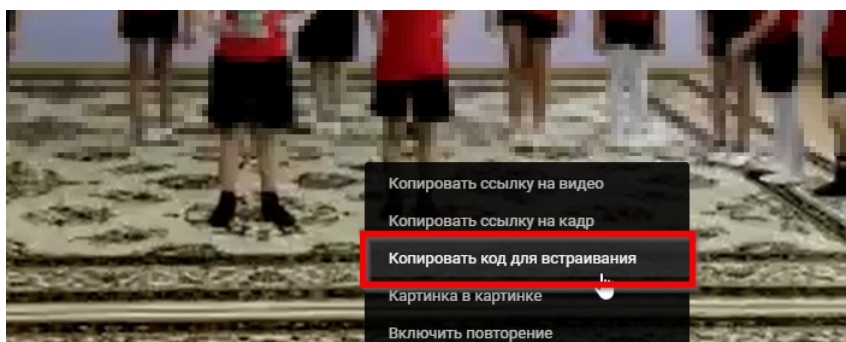 Копировать ссылку на видео
Копировать ссылку на кадр
Копировать код для встраивания
Картинка в картинке
Включить повторение